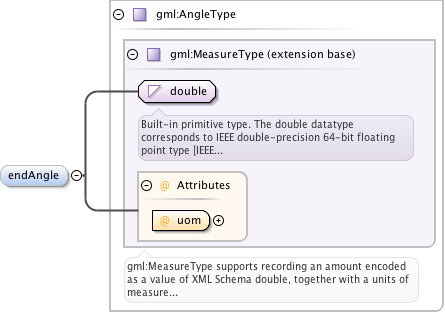 gml:AngleType
gml:MeasureType (extension base)
double
Built-in primitive type. The double datatype
corresponds to IEEE double-precision 64-bit floating
point type [IEEE...
endAngle
@ Attributes
@ uom
gml:MeasureType supports recording an amount encoded
as a value of XML Schema double, together with a units of
measure...